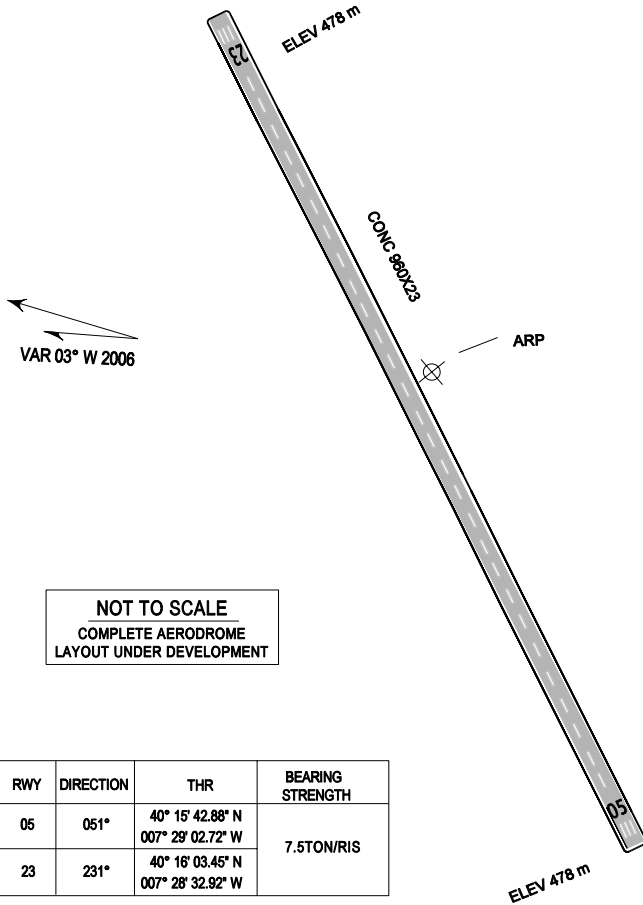 ELEV 478 m
23
CONC 960X23
ARP
VAR 03° W 2006
NOT TO SCALE
COMPLETE AERODROME
LAYOUT UNDER DEVELOPMENT
RWY DIRECTION THR BEARING STRENGTH
05 051° 40° 15' 42.88" N
007° 29' 02.72" W
7.5TON/RIS
23 231° 40° 16' 03.45" N
007° 28' 32.92" W
05
ELEV 478 m